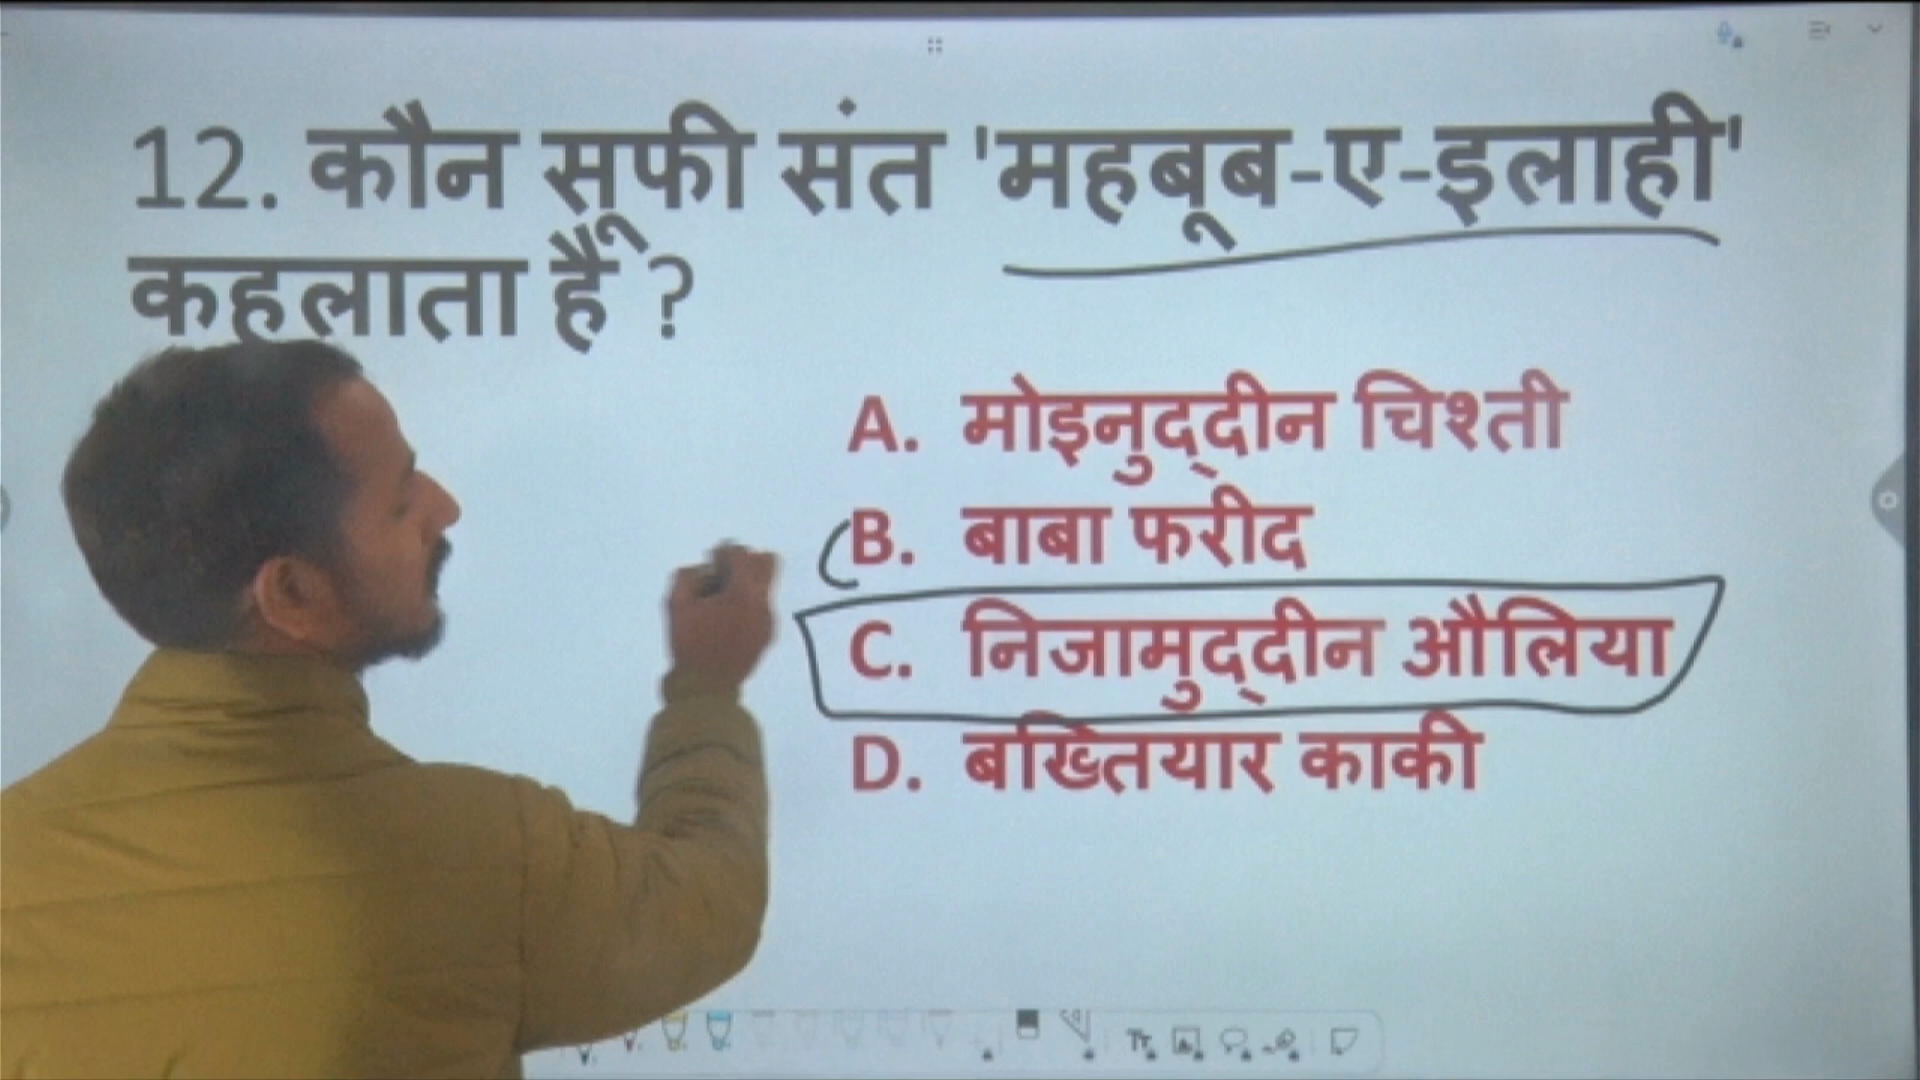 12. कौन सूफी संत 'महबूब-ए-इलाही'
कहलाता है ?
A. मोइनुद्दीन चिश्ती
B. बाबा फरीद
C. निजामुद्दीन औलिया
D. बख्तियार काकी